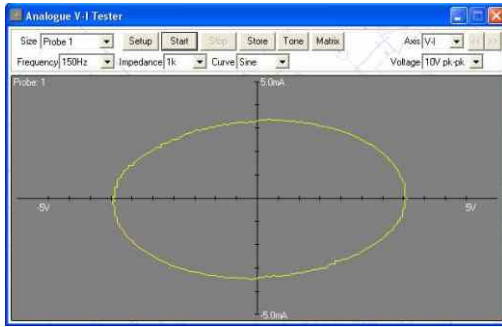 Analogue V-I Tester
Size Probe 1 Setup Start Stop Store Tone Matrix Axis V-I << >>
Frequency 150Hz Impedance 1k Curve Sine Voltage 10V pk-pk
Probe: 1
5.0mA
-5V
5V
-5.0mA